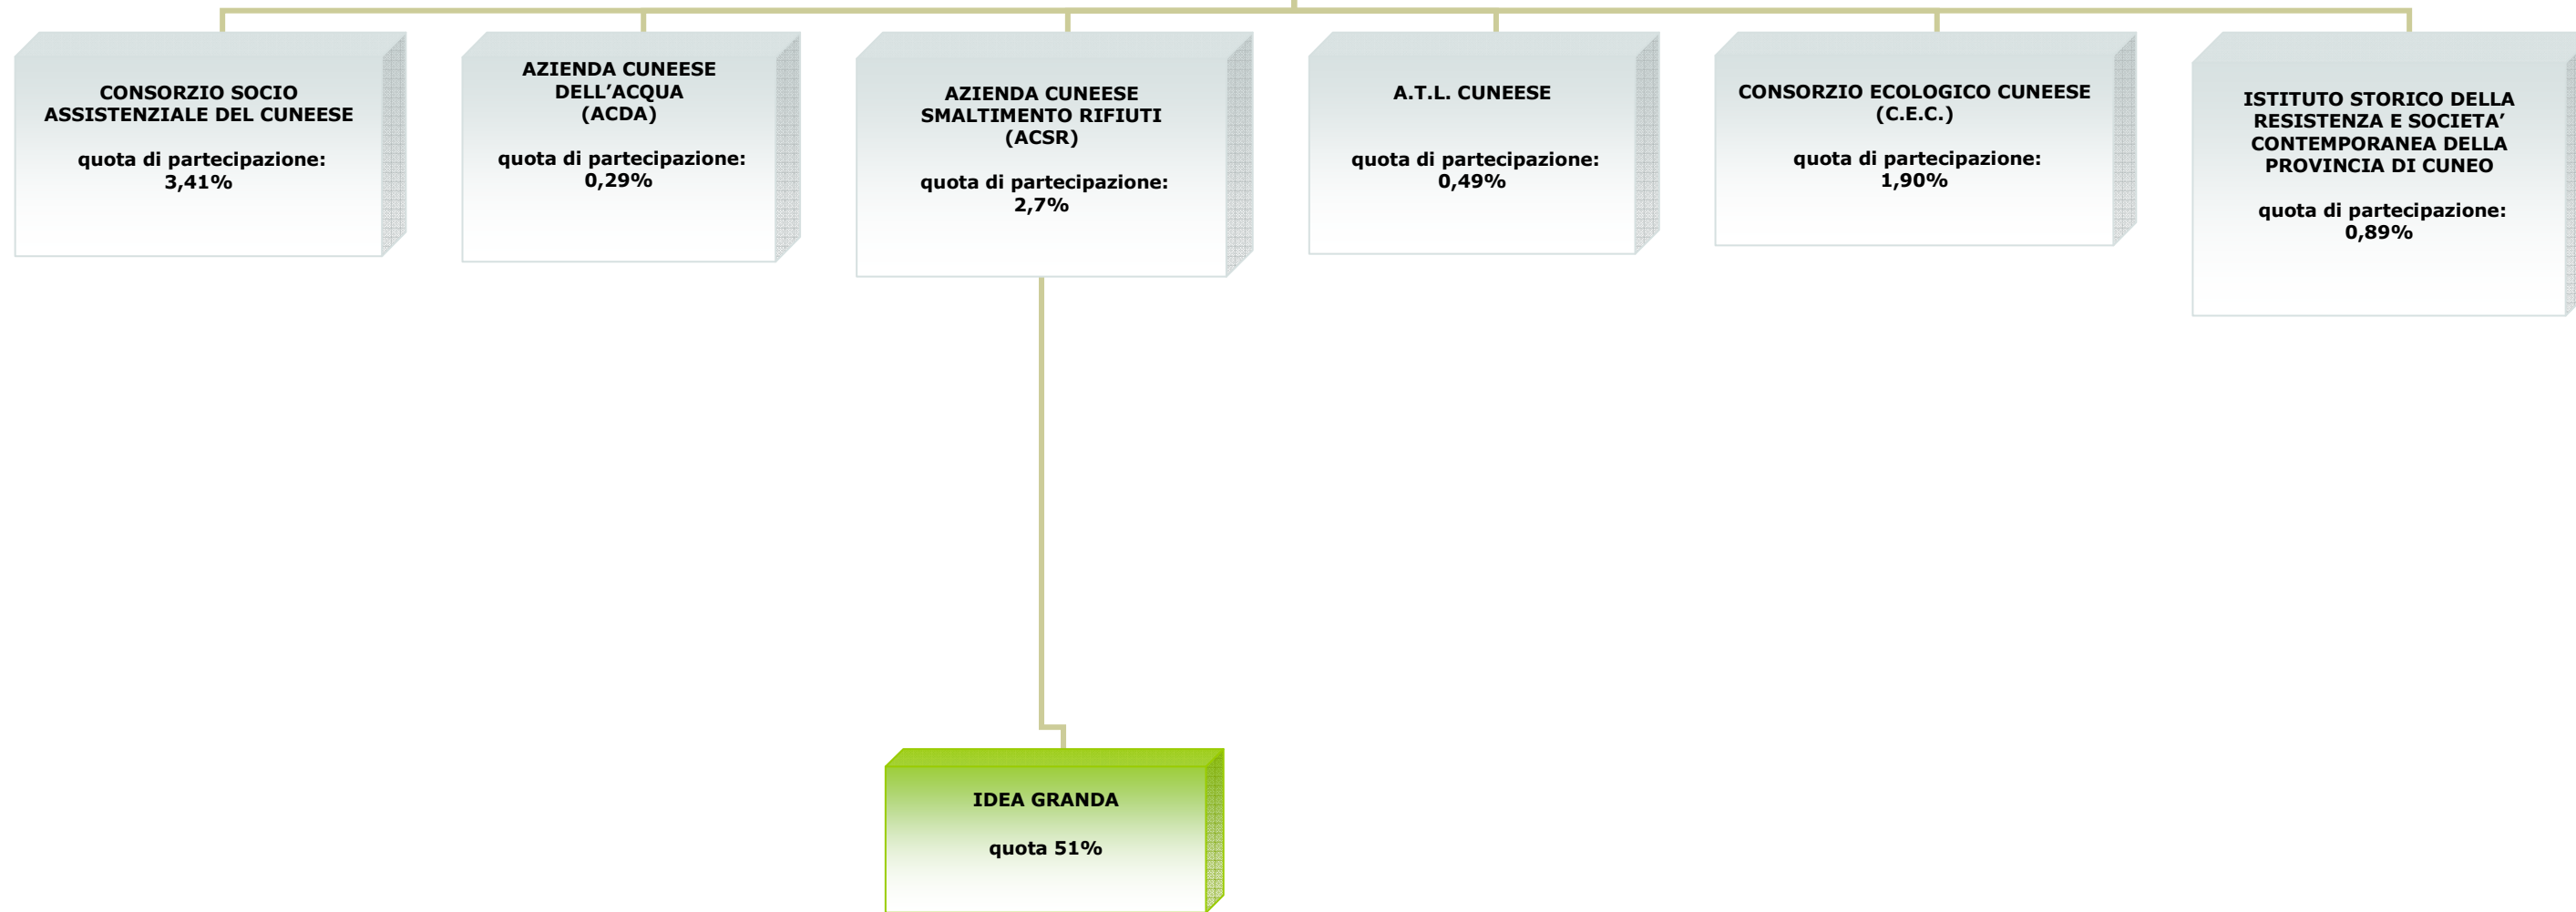 CONSORZIO SOCIO
ASSISTENZIALE DEL CUNEESE
quota di partecipazione:
3,41%
AZIENDA CUNEESE
DELL’ACQUA
(ACDA)
quota di partecipazione:
0,29%
AZIENDA CUNEESE
SMALTIMENTO RIFIUTI
(ACSR)
quota di partecipazione:
2,7%
A.T.L. CUNEESE
quota di partecipazione:
0,49%
CONSORZIO ECOLOGICO CUNEESE
(C.E.C.)
quota di partecipazione:
1,90%
ISTITUTO STORICO DELLA
RESISTENZA E SOCIETA’
CONTEMPORANEA DELLA
PROVINCIA DI CUNEO
quota di partecipazione:
0,89%
IDEA GRANDA
quota 51%